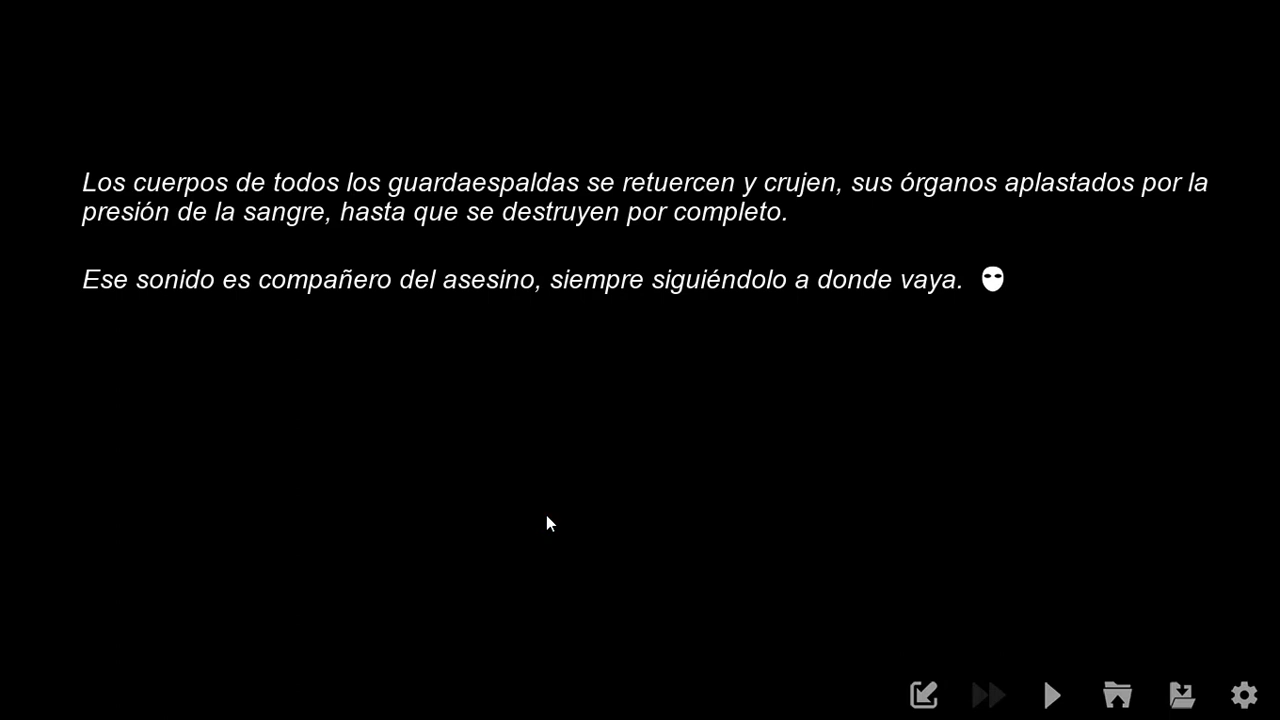 Los cuerpos de todos los guardaespaldas se retuercen y crujen, sus órganos aplastados por la
presión de la sangre, hasta que se destruyen por completo.
Ese sonido es compañero del asesino, siempre siguiéndolo a donde vaya.